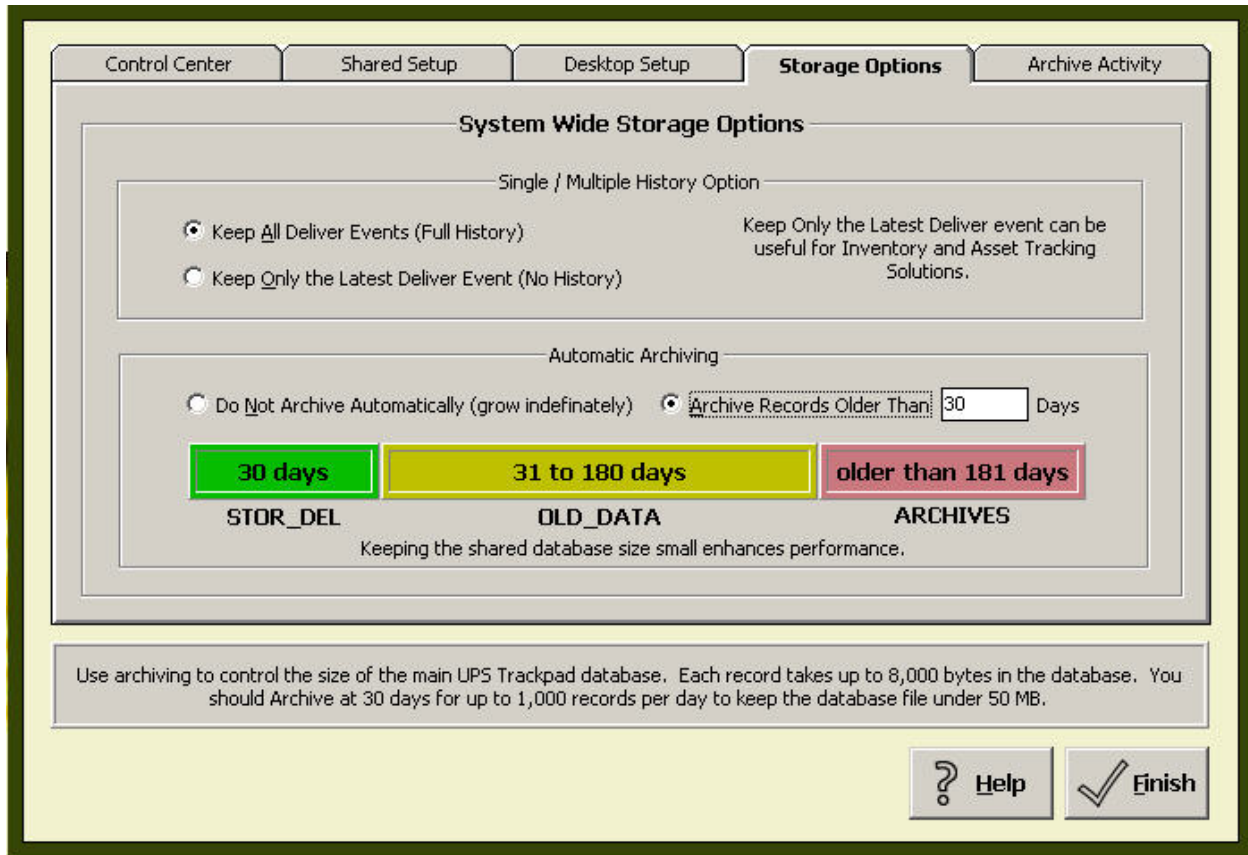 Control Center
Shared Setup
Desktop Setup
Storage Options
Archive Activity
System Wide Storage Options
Single / Multiple History Option
Keep All Deliver Events (Full History)
Keep Only the Latest Deliver Event (No History)
Keep Only the Latest Deliver event can be
useful for Inventory and Asset Tracking
Solutions.
Automatic Archiving
Do Not Archive Automatically (grow indefinately)
Archive Records Older Than 30 Days
30 days
31 to 180 days
older than 181 days
STOR_DEL
OLD_DATA
ARCHIVES
Keeping the shared database size small enhances performance.
Use archiving to control the size of the main UPS Trackpad database. Each record takes up to 8,000 bytes in the database. You
should Archive at 30 days for up to 1,000 records per day to keep the database file under 50 MB.
? Help
Finish